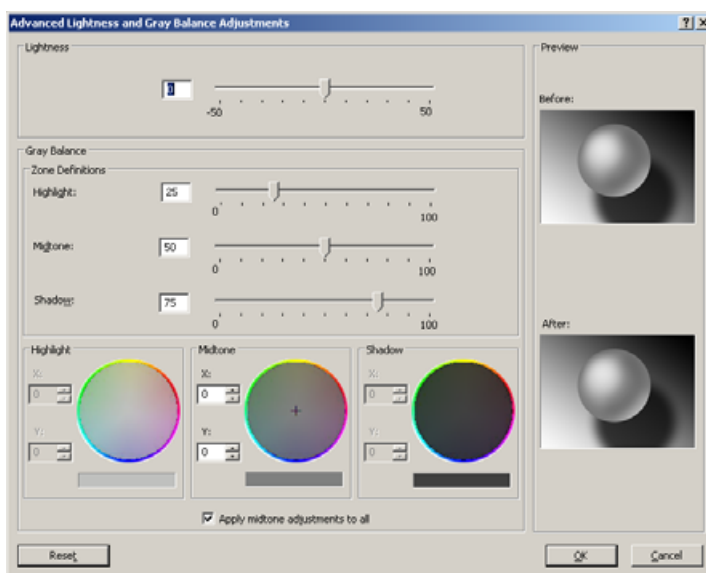 Advanced Lightness and Gray Balance Adjustments
Lightness
0
-50 50
Gray Balance
Zone Definitions
Highlight: 25
0 100
Midtone: 50
0 100
Shadow: 75
0 100
Highlight
X:
0
Y:
0
Midtone
X:
0
Y:
0
Shadow
X:
0
Y:
0
Apply midtone adjustments to all
Preview
Before:
After:
Reset
OK
Cancel